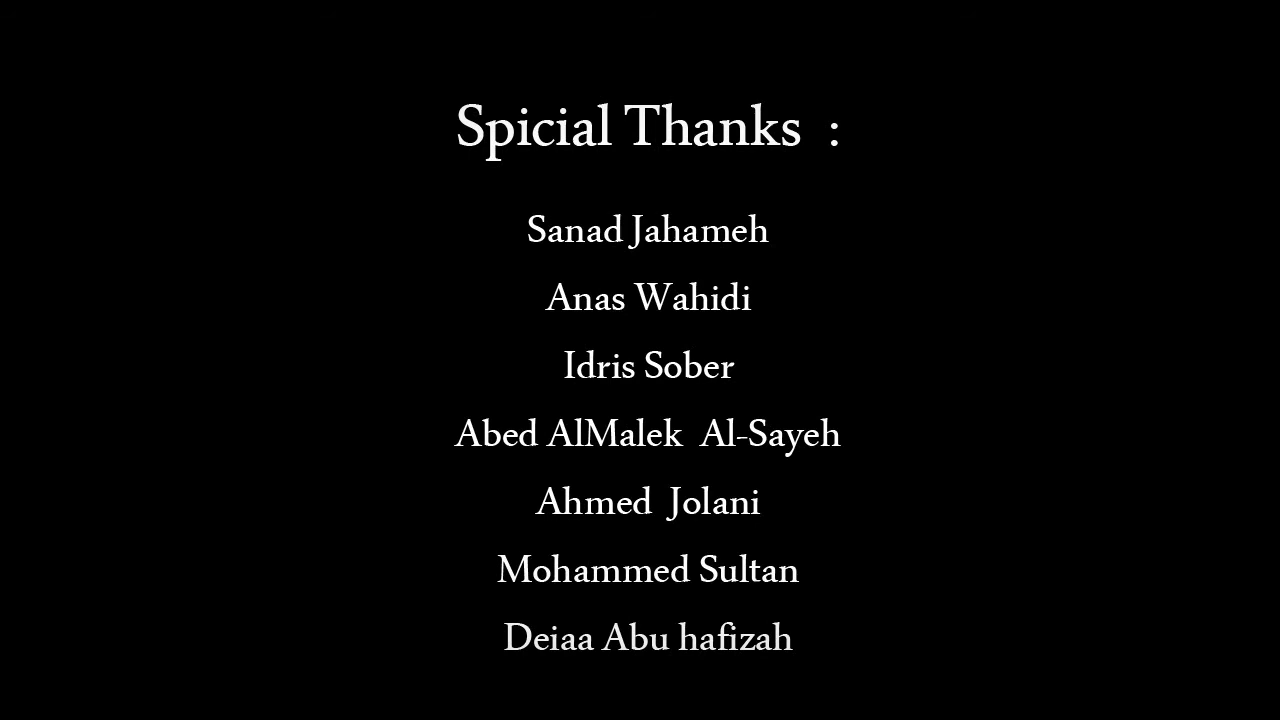 Spicial Thanks :
Sanad Jahameh
Anas Wahidi
Idris Sober
Abed AlMalek Al-Sayeh
Ahmed Jolani
Mohammed Sultan
Deiaa Abu hafizah